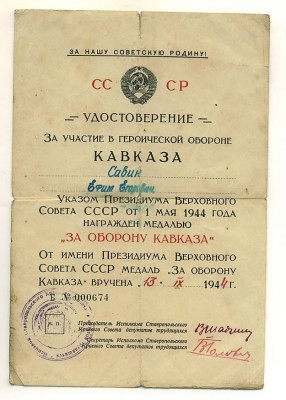 ЗА НАШУ СОВЕТСКУЮ РОДИНУ!
СС СР
УДОСТОВЕРЕНИЕ
ЗА УЧАСТИЕ В ГЕРОИЧЕСКОЙ ОБОРОНЕ
КАВКАЗА
Савин
Ефим Егорович
УКАЗОМ ПРЕЗИДИУМА ВЕРХОВНОГО
СОВЕТА СССР ОТ 1 МАЯ 1944 ГОДА
НАГРАЖДЕН МЕДАЛЬЮ
„ЗА ОБОРОНУ КАВКАЗА“
ОТ ИМЕНИ ПРЕЗИДИУМА ВЕРХОВНОГО
СОВЕТА СССР МЕДАЛЬ „ЗА ОБОРОНУ
КАВКАЗА“ ВРУЧЕНА „13“ IX 1944 Г.
Е № 000674
Председатель Исполкома Ставропольского
Краевого Совета депутатов трудящихся
Секретарь Исполкома Ставропольского
Краевого Совета депутатов трудящихся